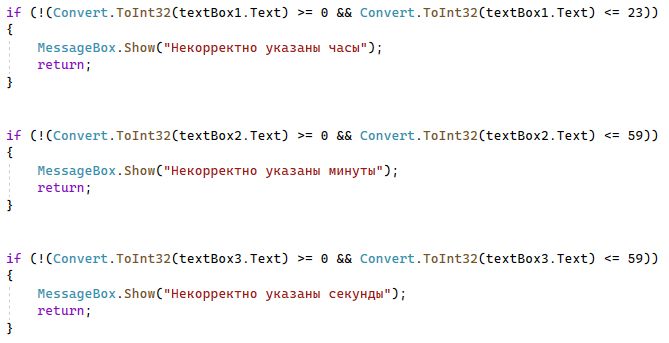 if (!(Convert.ToInt32(textBox1.Text) >= 0 && Convert.ToInt32(textBox1.Text) <= 23))
{
    MessageBox.Show("Некорректно указаны часы");
    return;
}
if (!(Convert.ToInt32(textBox2.Text) >= 0 && Convert.ToInt32(textBox2.Text) <= 59))
{
    MessageBox.Show("Некорректно указаны минуты");
    return;
}
if (!(Convert.ToInt32(textBox3.Text) >= 0 && Convert.ToInt32(textBox3.Text) <= 59))
{
    MessageBox.Show("Некорректно указаны секунды");
    return;
}